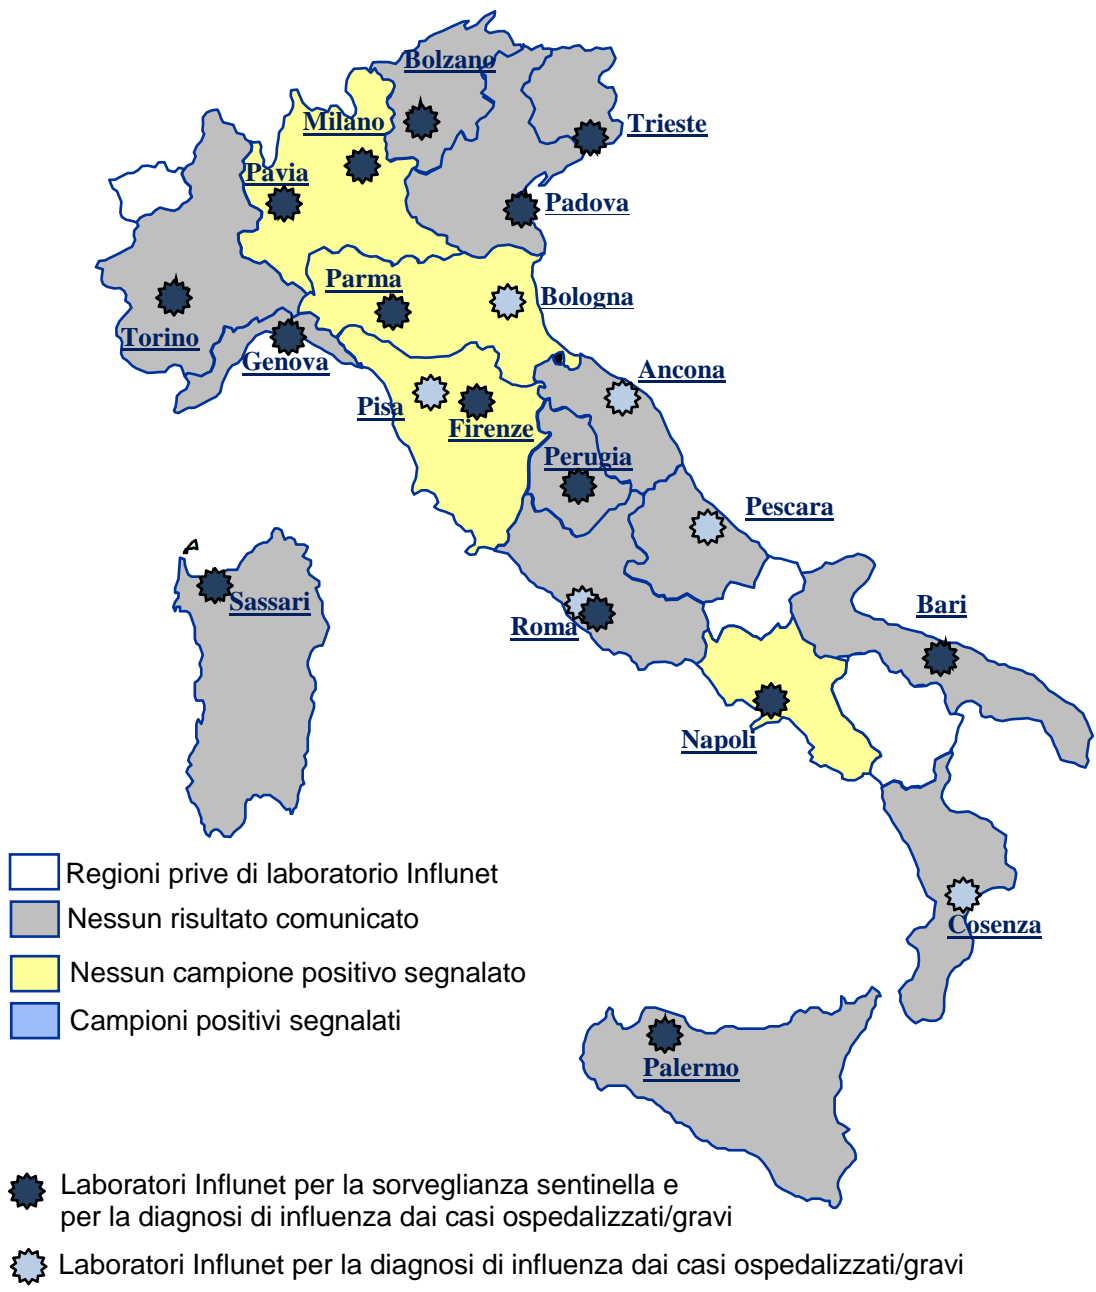 Bolzano
Milano
Trieste
Pavia
Padova
Parma
Bologna
Torino
Genova
Ancona
Pisa
Firenze
Perugia
Pescara
Sassari
Roma
Bari
Napoli
Regioni prive di laboratorio Influnet
Nessun risultato comunicato
Cosenza
Nessun campione positivo segnalato
Campioni positivi segnalati
Palermo
Laboratori Influnet per la sorveglianza sentinella e
per la diagnosi di influenza dai casi ospedalizzati/gravi
Laboratori Influnet per la diagnosi di influenza dai casi ospedalizzati/gravi